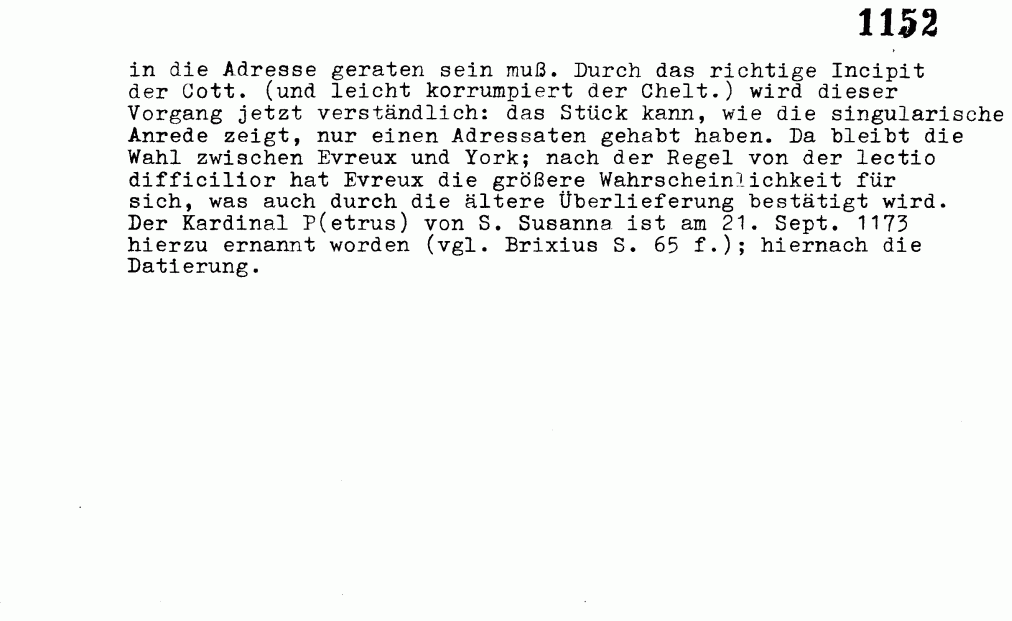 1152
in die Adresse geraten sein muß. Durch das richtige Incipit
der Cott. (und leicht korrumpiert der Chelt.) wird dieser
Vorgang jetzt verständlich: das Stück kann, wie die singularische
Anrede zeigt, nur einen Adressaten gehabt haben. Da bleibt die
Wahl zwischen Evreux und York; nach der Regel von der lectio
difficilior hat Evreux die größere Wahrscheinlichkeit für
sich, was auch durch die ältere Überlieferung bestätigt wird.
Der Kardinal P(etrus) von S. Susanna ist am 21. Sept. 1173
hierzu ernannt worden (vgl. Brixius S. 65 f.); hiernach die
Datierung.